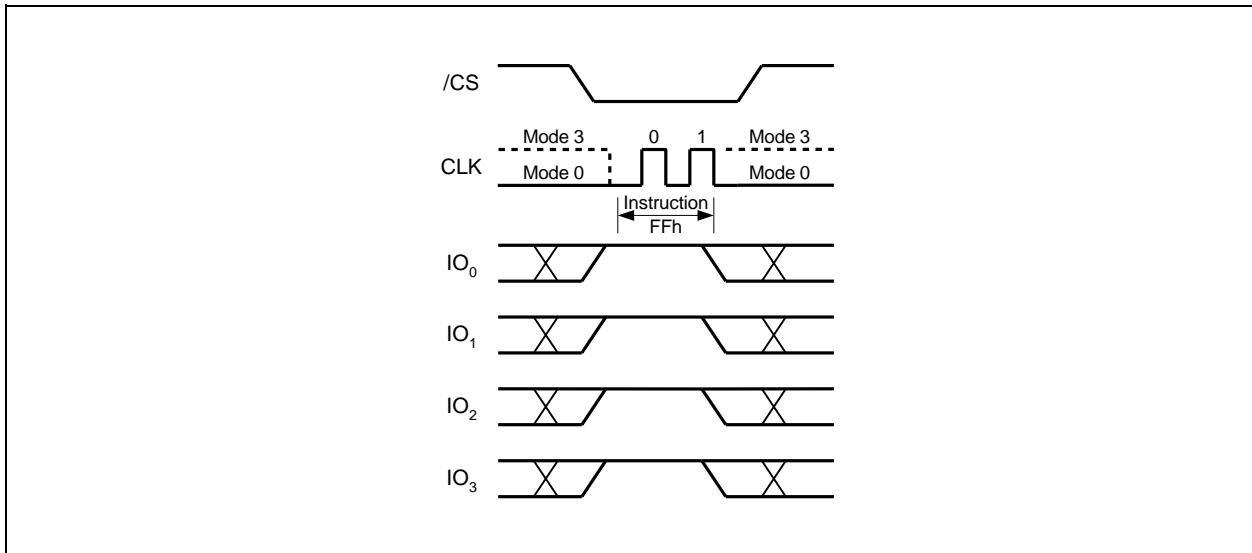 /CS
Mode 3 0 1 Mode 3
CLK
Mode 0 Mode 0
Instruction
FFh
IO0
IO1
IO2
IO3